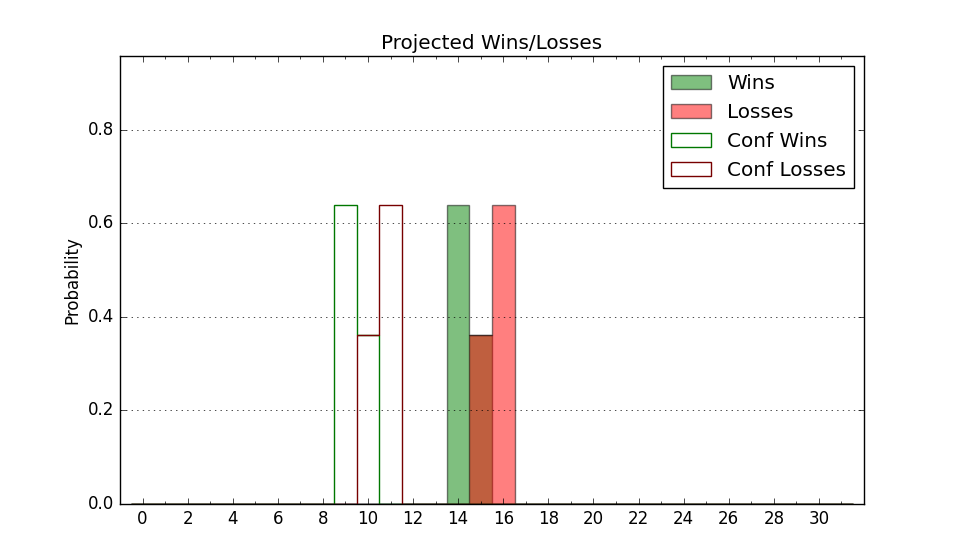 Projected Wins/Losses
Wins
Losses
Conf Wins
Conf Losses
Probability
0.8
0.6
0.4
0.2
0.0
0 2 4 6 8 10 12 14 16 18 20 22 24 26 28 30